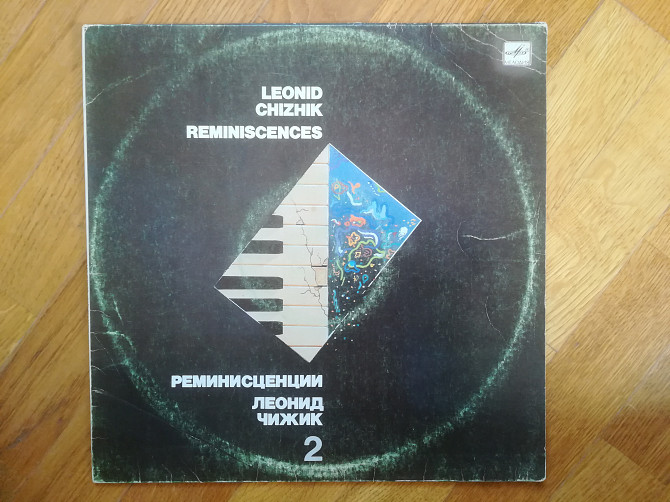 LEONID
CHIZHIK
REMINISCENCES
РЕМИНИСЦЕНЦИИ
ЛЕОНИД
ЧИЖИК
2